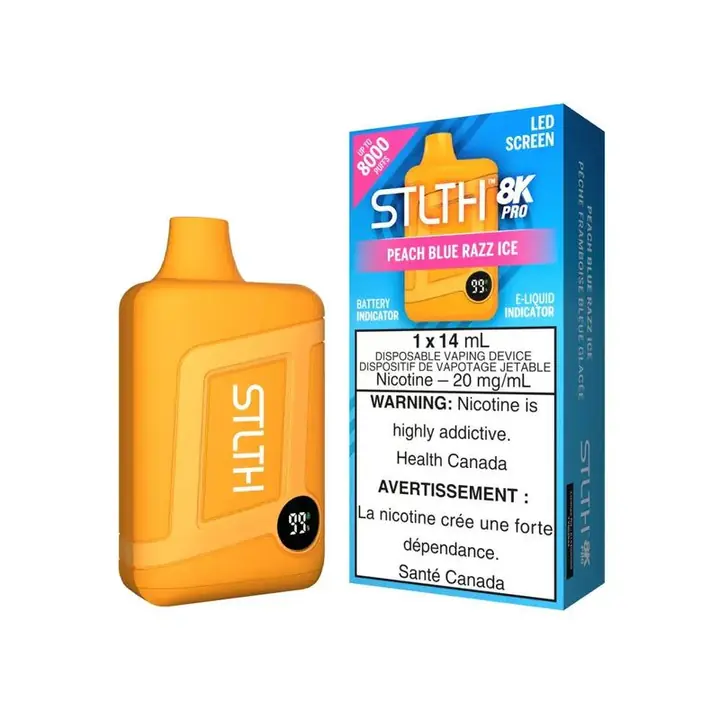 STLTH
99%
UP TO
8000
PUFFS
LED
SCREEN
STLTH™ 8K
PRO
PEACH BLUE RAZZ ICE
99%
BATTERY
INDICATOR
E-LIQUID
INDICATOR
1 x 14 mL
DISPOSABLE VAPING DEVICE
DISPOSITIF DE VAPOTAGE JETABLE
Nicotine – 20 mg/mL
WARNING: Nicotine is
highly addictive.
Health Canada
AVERTISSEMENT :
La nicotine crée une forte
dépendance.
Santé Canada
PEACH BLUE RAZZ ICE
PÊCHE FRAMBOISE BLEUE GLACÉE
STLTH 8K
PRO